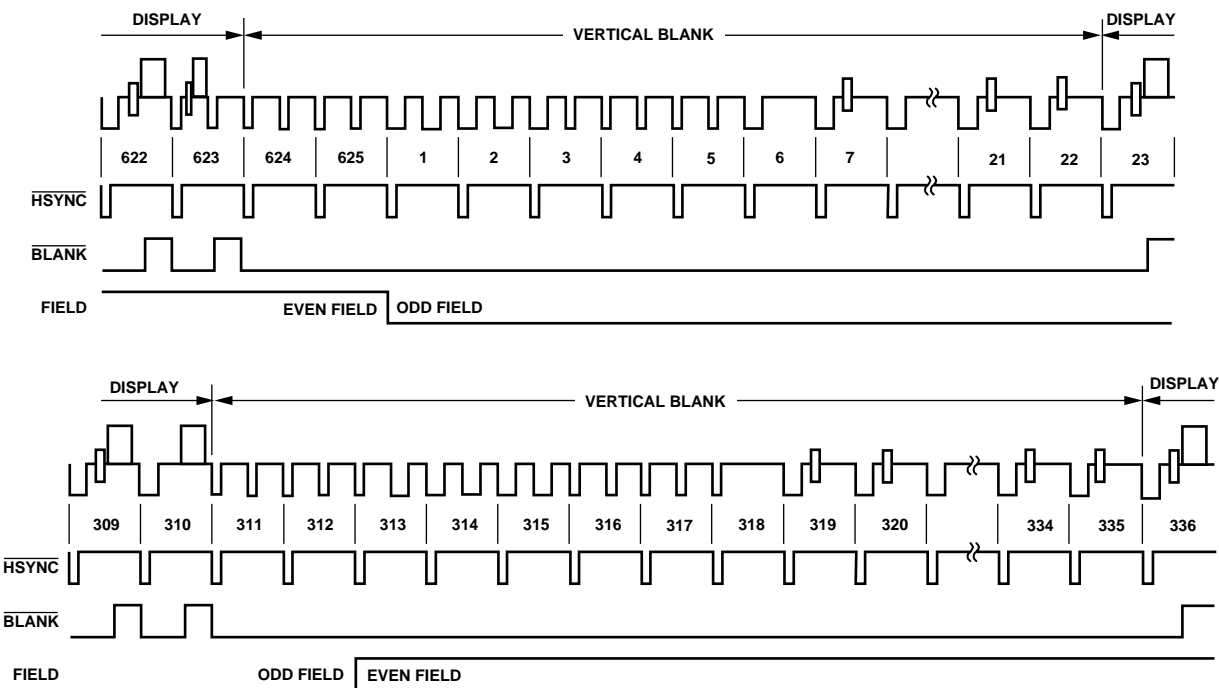 DISPLAY VERTICAL BLANK DISPLAY
622 623 624 625 1 2 3 4 5 6 7 21 22 23
HSYNC
BLANK
FIELD EVEN FIELD ODD FIELD
DISPLAY VERTICAL BLANK DISPLAY
309 310 311 312 313 314 315 316 317 318 319 320 334 335 336
HSYNC
BLANK
FIELD ODD FIELD EVEN FIELD